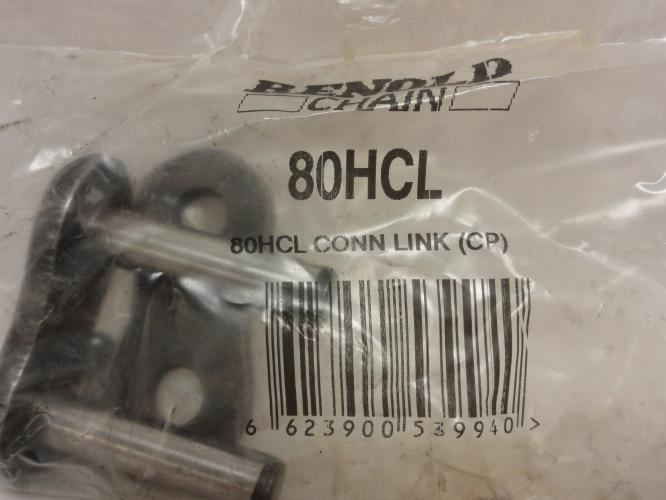 RENOLD
CHAIN
80HCL
80HCL CONN LINK (CP)
6 623900 539940 >